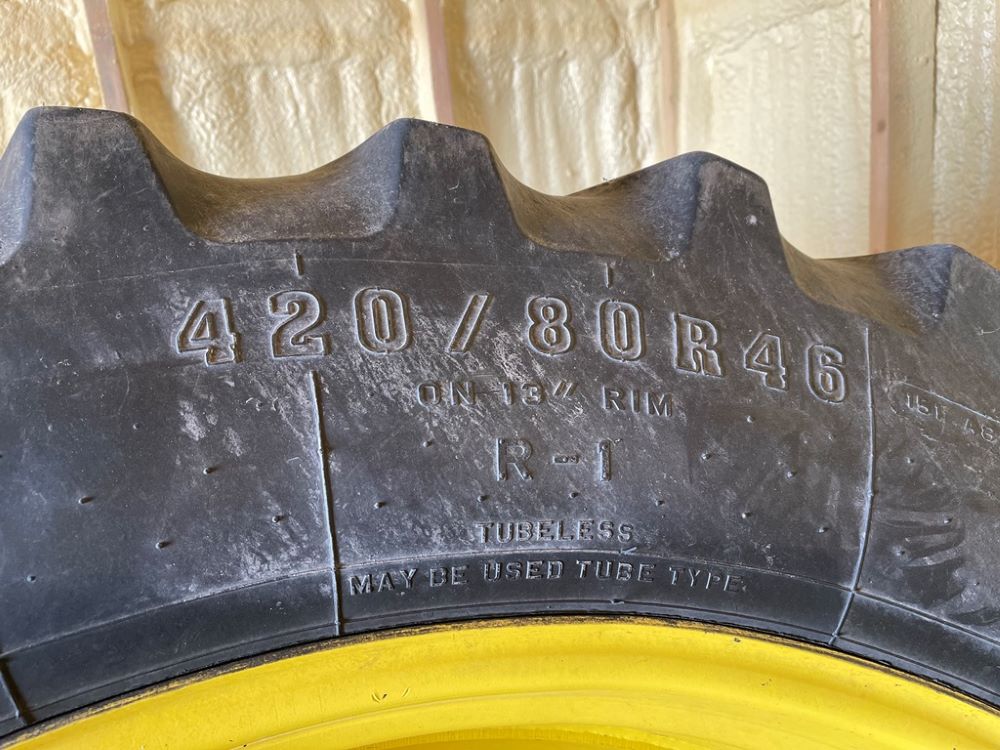 420/80R46
ON 13" RIM
R-1
TUBELESS
MAY BE USED TUBE TYPE